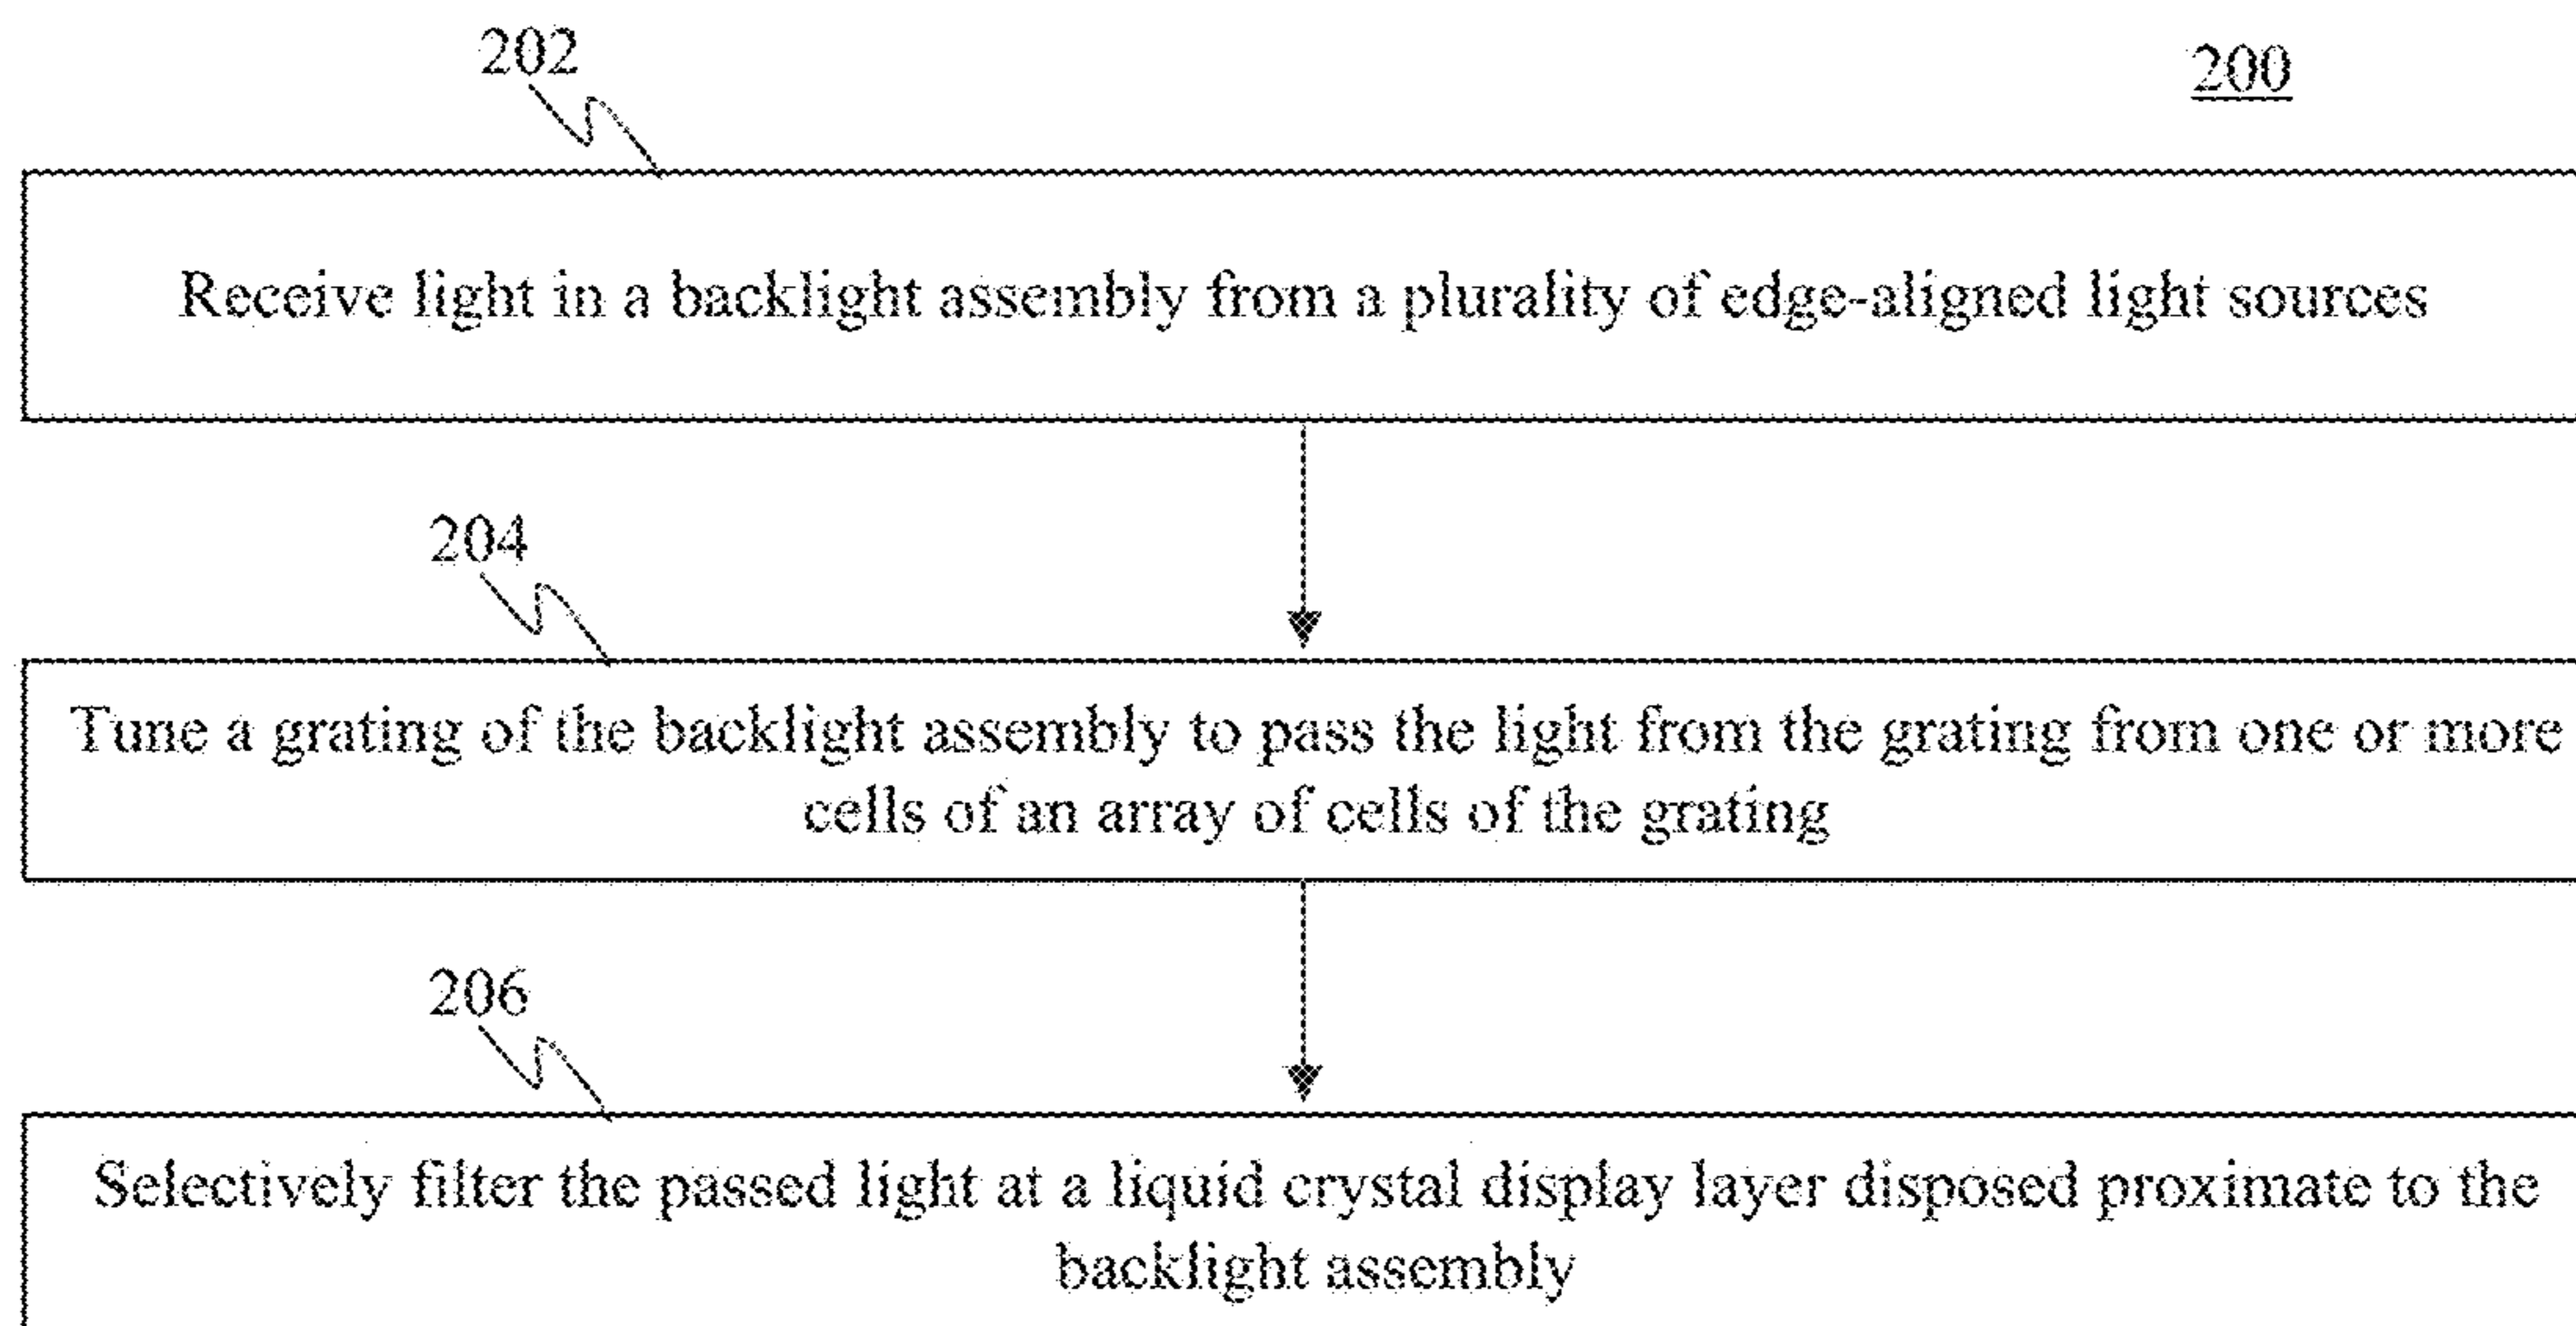 202
200
Receive light in a backlight assembly from a plurality of edge-aligned light sources
204
Tune a grating of the backlight assembly to pass the light from the grating from one or more
cells of an array of cells of the grating
206
Selectively filter the passed light at a liquid crystal display layer disposed proximate to the
backlight assembly